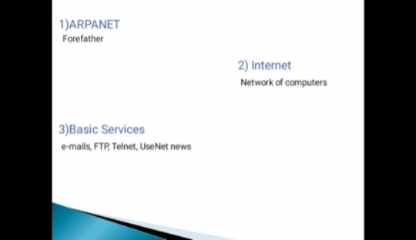 1)ARPANET
Forefather
2) Internet
Network of computers
3)Basic Services
e-mails, FTP, Telnet, UseNet news